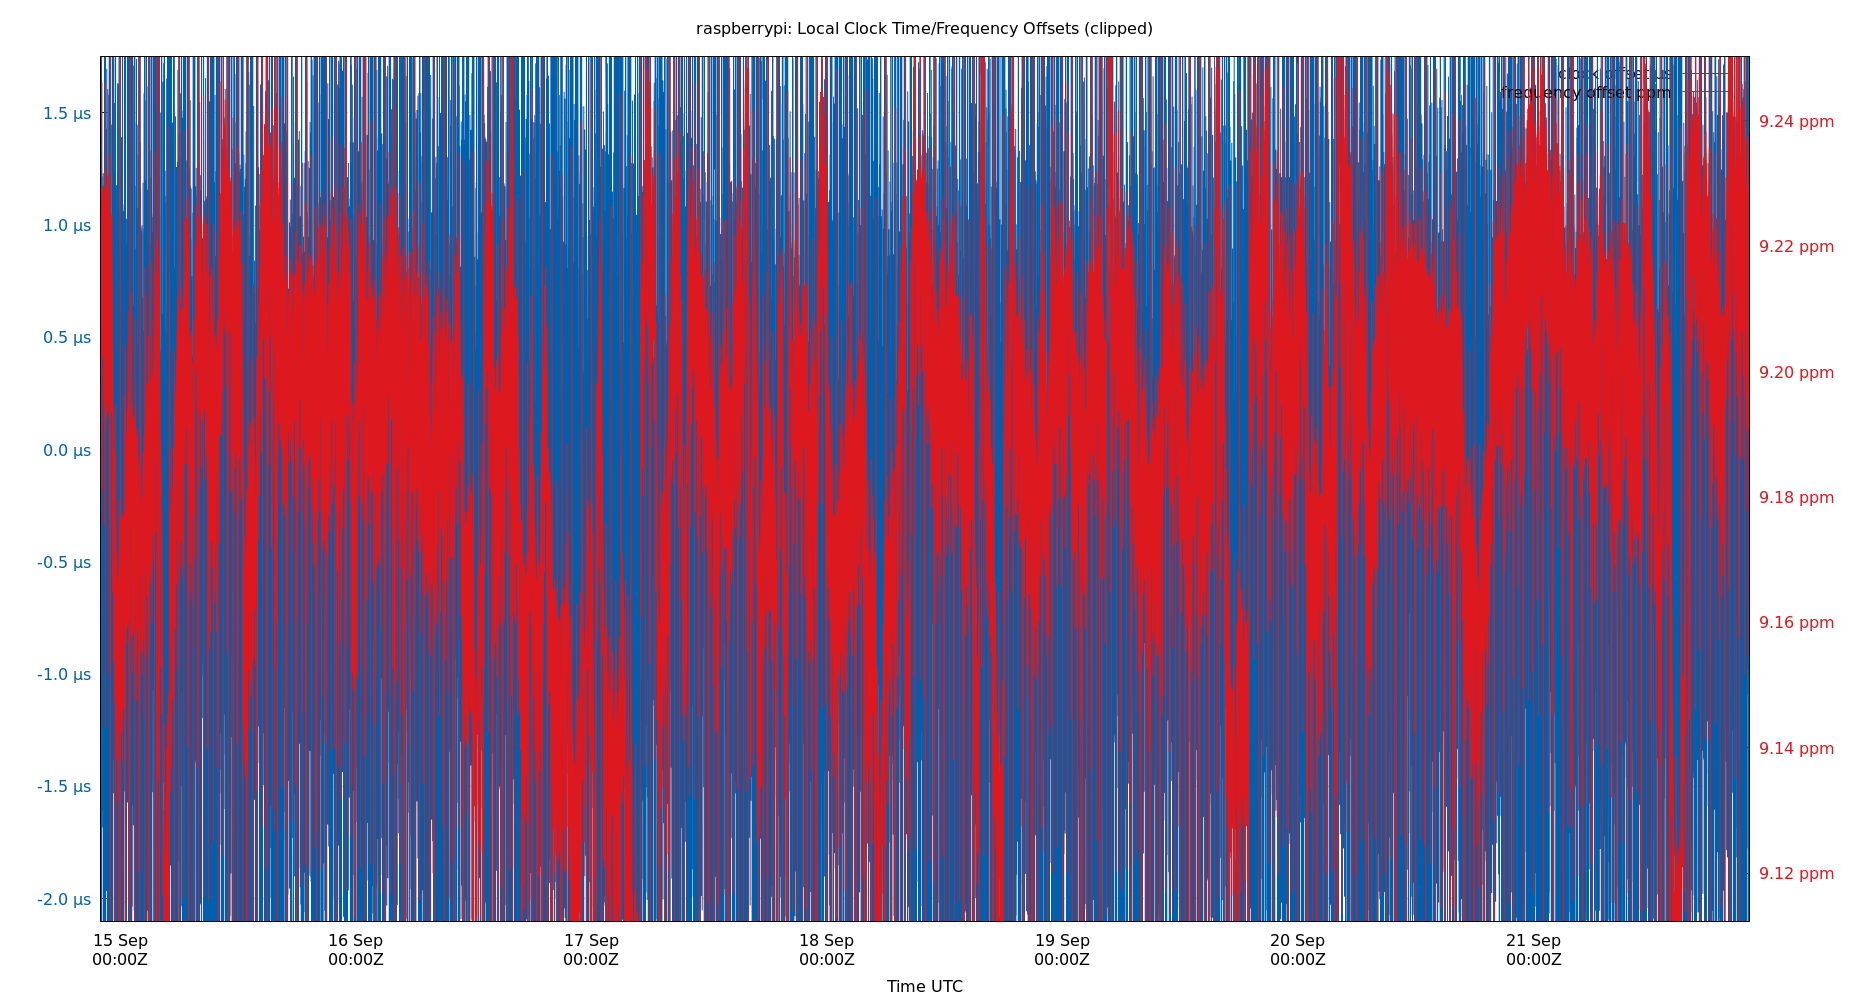 raspberrypi: Local Clock Time/Frequency Offsets (clipped)
clock offset us
frequency offset ppm
1.5 μs
1.0 μs
0.5 μs
0.0 μs
-0.5 μs
-1.0 μs
-1.5 μs
-2.0 μs
9.24 ppm
9.22 ppm
9.20 ppm
9.18 ppm
9.16 ppm
9.14 ppm
9.12 ppm
15 Sep
00:00Z
16 Sep
00:00Z
17 Sep
00:00Z
18 Sep
00:00Z
19 Sep
00:00Z
20 Sep
00:00Z
21 Sep
00:00Z
Time UTC